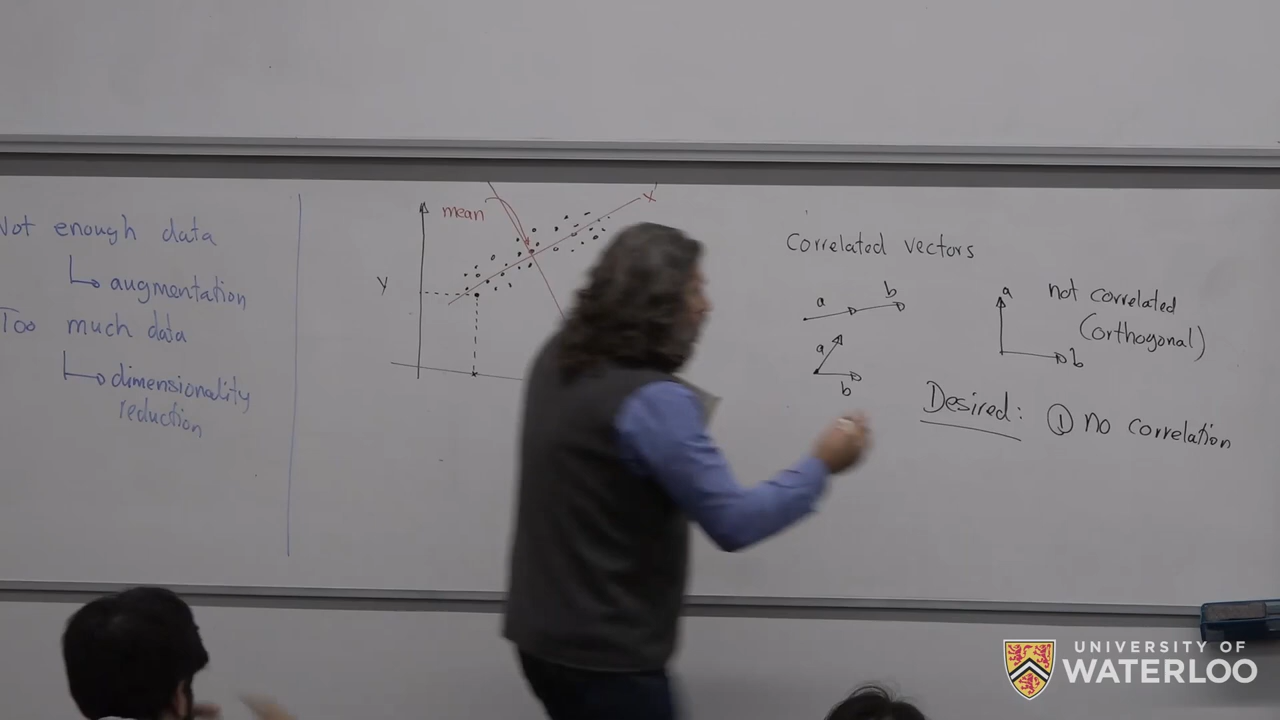 Not enough data
augmentation
Too much data
dimensionality
reduction
mean
X
Y
Correlated vectors
a
b
a
b
a
b
not correlated
(orthogonal)
Desired: ① no correlation
UNIVERSITY OF
WATERLOO